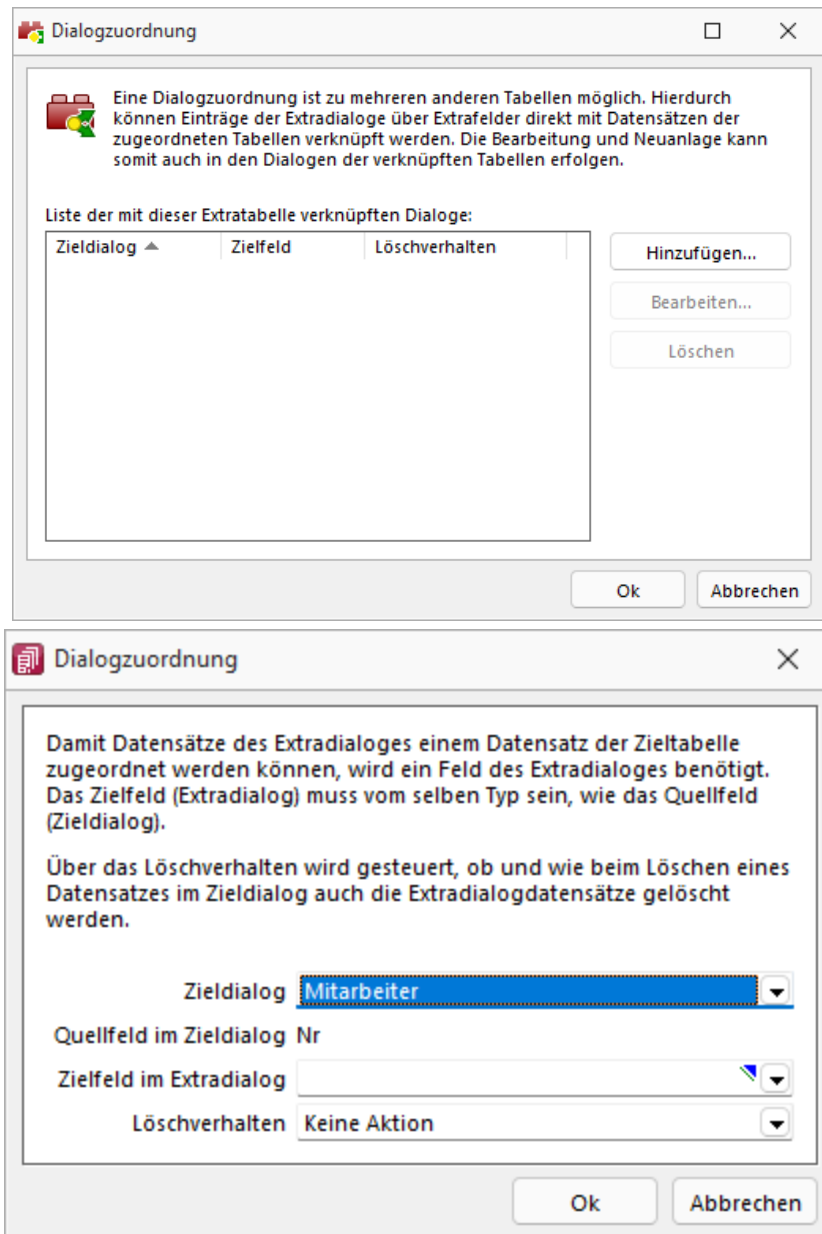 Dialogzuordnung
Eine Dialogzuordnung ist zu mehreren anderen Tabellen möglich. Hierdurch
können Einträge der Extradialoge über Extrafelder direkt mit Datensätzen der
zugeordneten Tabellen verknüpft werden. Die Bearbeitung und Neuanlage kann
somit auch in den Dialogen der verknüpften Tabellen erfolgen.
Liste der mit dieser Extratabelle verknüpften Dialoge:
Zieldialog Zielfeld Löschverhalten
Hinzufügen...
Bearbeiten...
Löschen
Ok Abbrechen
Dialogzuordnung
Damit Datensätze des Extradialoges einem Datensatz der Zieltabelle
zugeordnet werden können, wird ein Feld des Extradialoges benötigt.
Das Zielfeld (Extradialog) muss vom selben Typ sein, wie das Quellfeld
(Zieldialog).
Über das Löschverhalten wird gesteuert, ob und wie beim Löschen eines
Datensatzes im Zieldialog auch die Extradialogdatensätze gelöscht
werden.
Zieldialog Mitarbeiter
Quellfeld im Zieldialog Nr
Zielfeld im Extradialog
Löschverhalten Keine Aktion
Ok Abbrechen